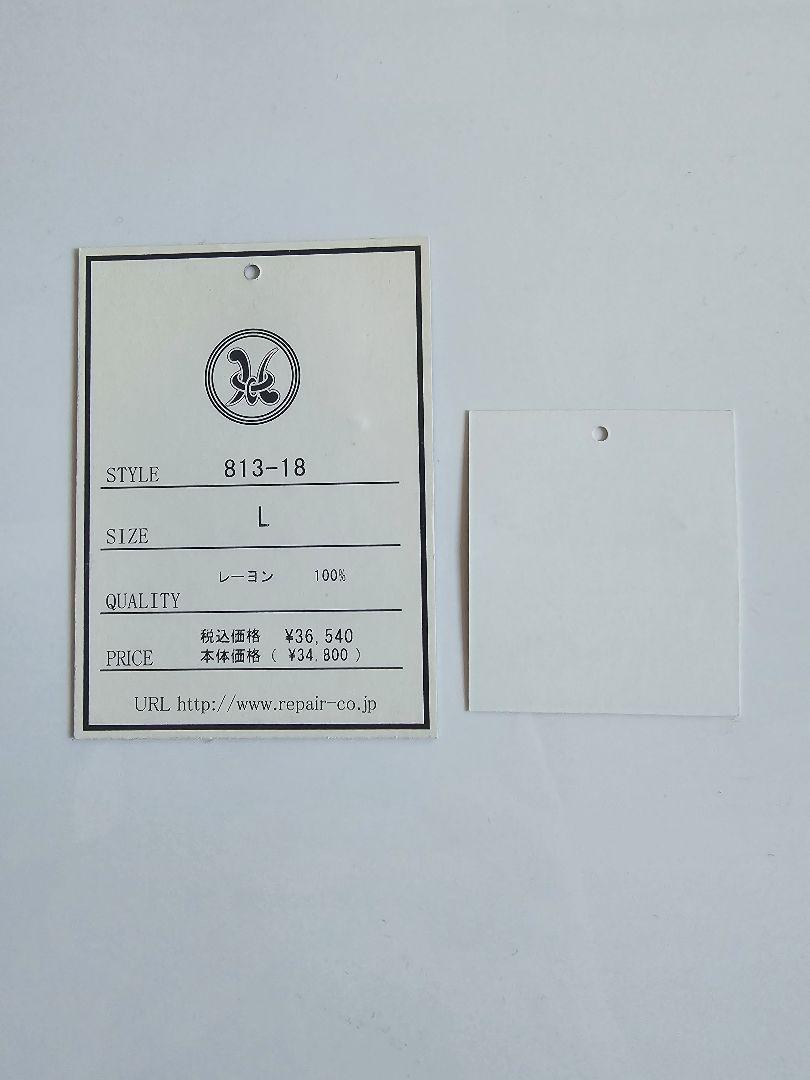 STYLE 813-18
SIZE L
QUALITY レーヨン 100%
PRICE 税込価格 ¥36,540
本体価格 ( ¥34,800 )
URL http://www.repair-co.jp